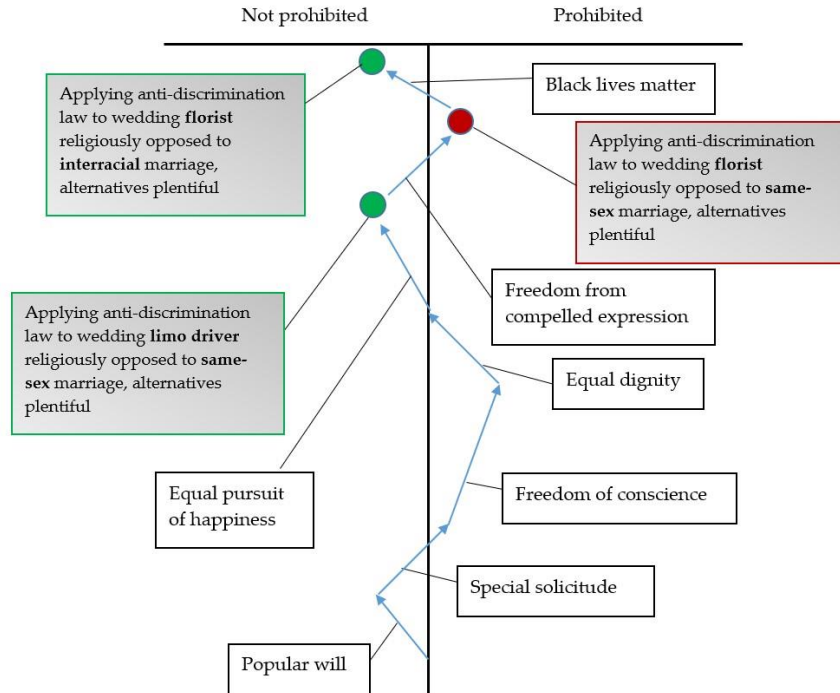 Not prohibited
Prohibited
Black lives matter
Applying anti-discrimination
law to wedding florist
religiously opposed to
interracial marriage,
alternatives plentiful
Applying anti-discrimination
law to wedding florist
religiously opposed to same-
sex marriage, alternatives
plentiful
Freedom from
compelled expression
Applying anti-discrimination
law to wedding limo driver
religiously opposed to same-
sex marriage, alternatives
plentiful
Equal dignity
Equal pursuit
of happiness
Freedom of conscience
Special solicitude
Popular will